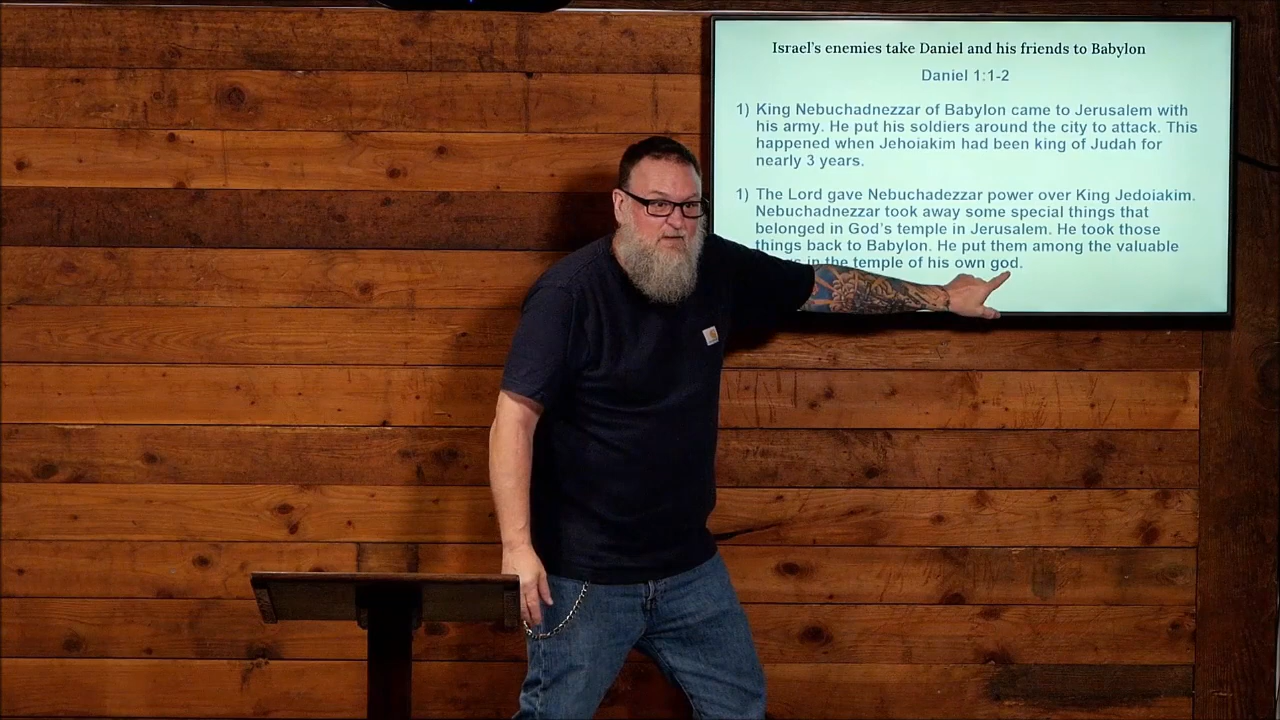 Israel's enemies take Daniel and his friends to Babylon
Daniel 1:1-2
1) King Nebuchadnezzar of Babylon came to Jerusalem with
his army. He put his soldiers around the city to attack. This
happened when Jehoiakim had been king of Judah for
nearly 3 years.
1) The Lord gave Nebuchadezzar power over King Jedoiakim.
Nebuchadnezzar took away some special things that
belonged in God's temple in Jerusalem. He took those
things back to Babylon. He put them among the valuable
in the temple of his own god.